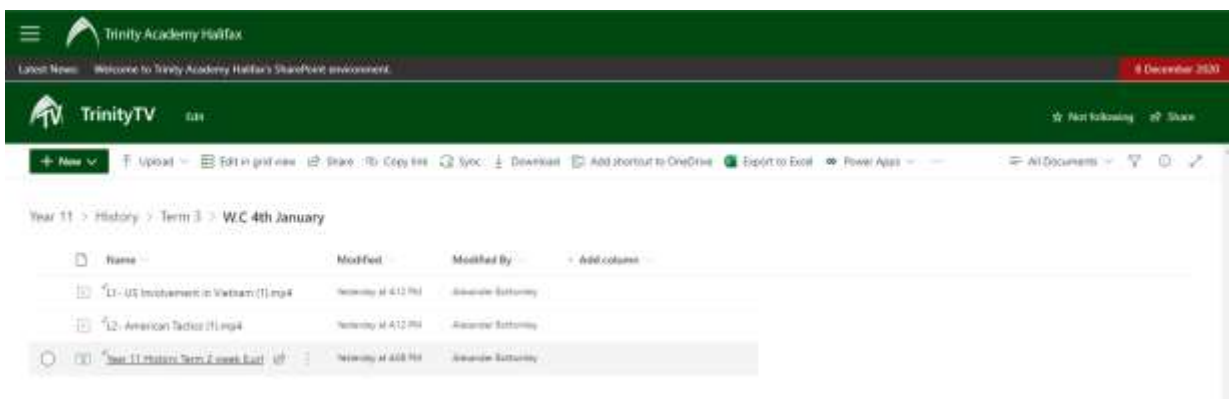 Trinity Academy Halifax
Latest News: Welcome to Trinity Academy Halifax's SharePoint environment. 8 December 2020
TrinityTV Edit Not following Share
+ New Upload Edit in grid view Share Copy link Sync Download Add shortcut to OneDrive Export to Excel Power Apps ... All Documents
Year 11 > History > Term 3 > W.C 4th January
Name Modified Modified By + Add column
L1- US Involvement in Vietnam (1).mp4 Yesterday at 4:12 PM Alexander
L2- American Tactics (1).mp4 Yesterday at 4:12 PM Alexander
Year 11 History Term 2 week Yesterday at 4:08 PM Alexander